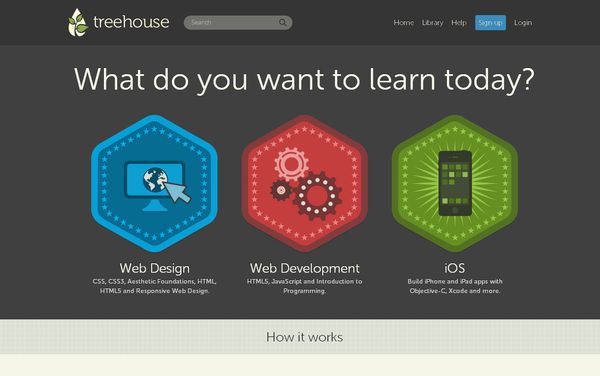 treehouse
Search
Home Library Help Sign up Login
What do you want to learn today?
Web Design
CSS, CSS3, Aesthetic Foundations, HTML,
HTML5 and Responsive Web Design.
Web Development
HTML5, JavaScript and Introduction to
Programming.
iOS
Build iPhone and iPad apps with
Objective-C, Xcode and more.
How it works